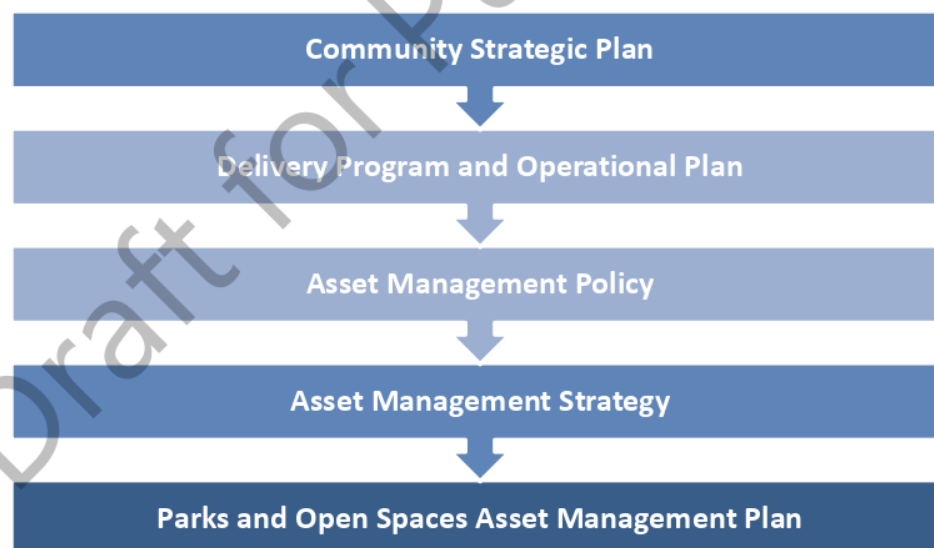 Community Strategic Plan
Delivery Program and Operational Plan
Asset Management Policy
Asset Management Strategy
Parks and Open Spaces Asset Management Plan
Draft for